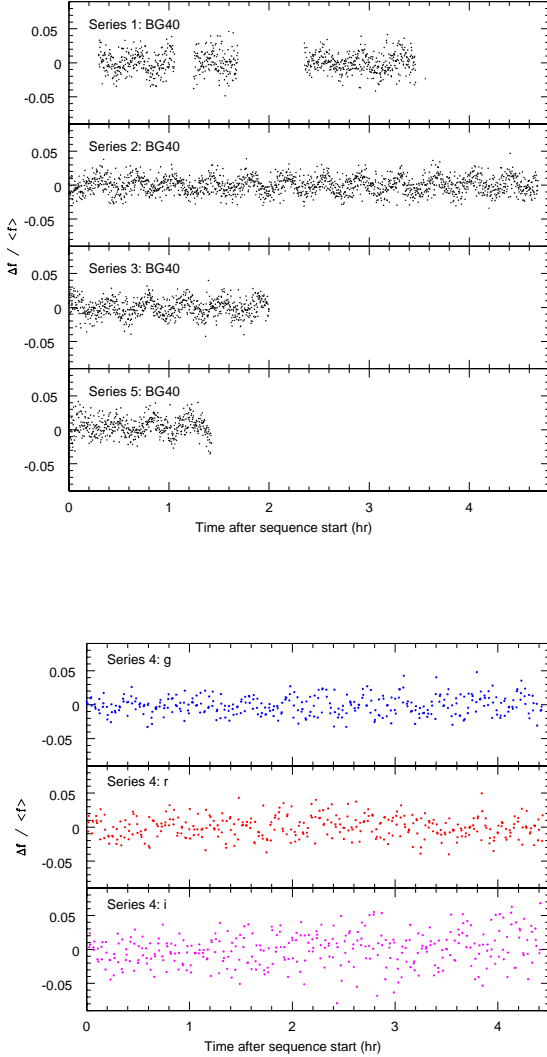 Series 1: BG40
0.05
0
-0.05
Series 2: BG40
0.05
0
-0.05
Δf / <f>
Series 3: BG40
0.05
0
-0.05
Series 5: BG40
0.05
0
-0.05
0 1 2 3 4
Time after sequence start (hr)
Series 4: g
0.05
0
-0.05
Series 4: r
0.05
0
-0.05
Δf / <f>
Series 4: i
0.05
0
-0.05
0 1 2 3 4
Time after sequence start (hr)